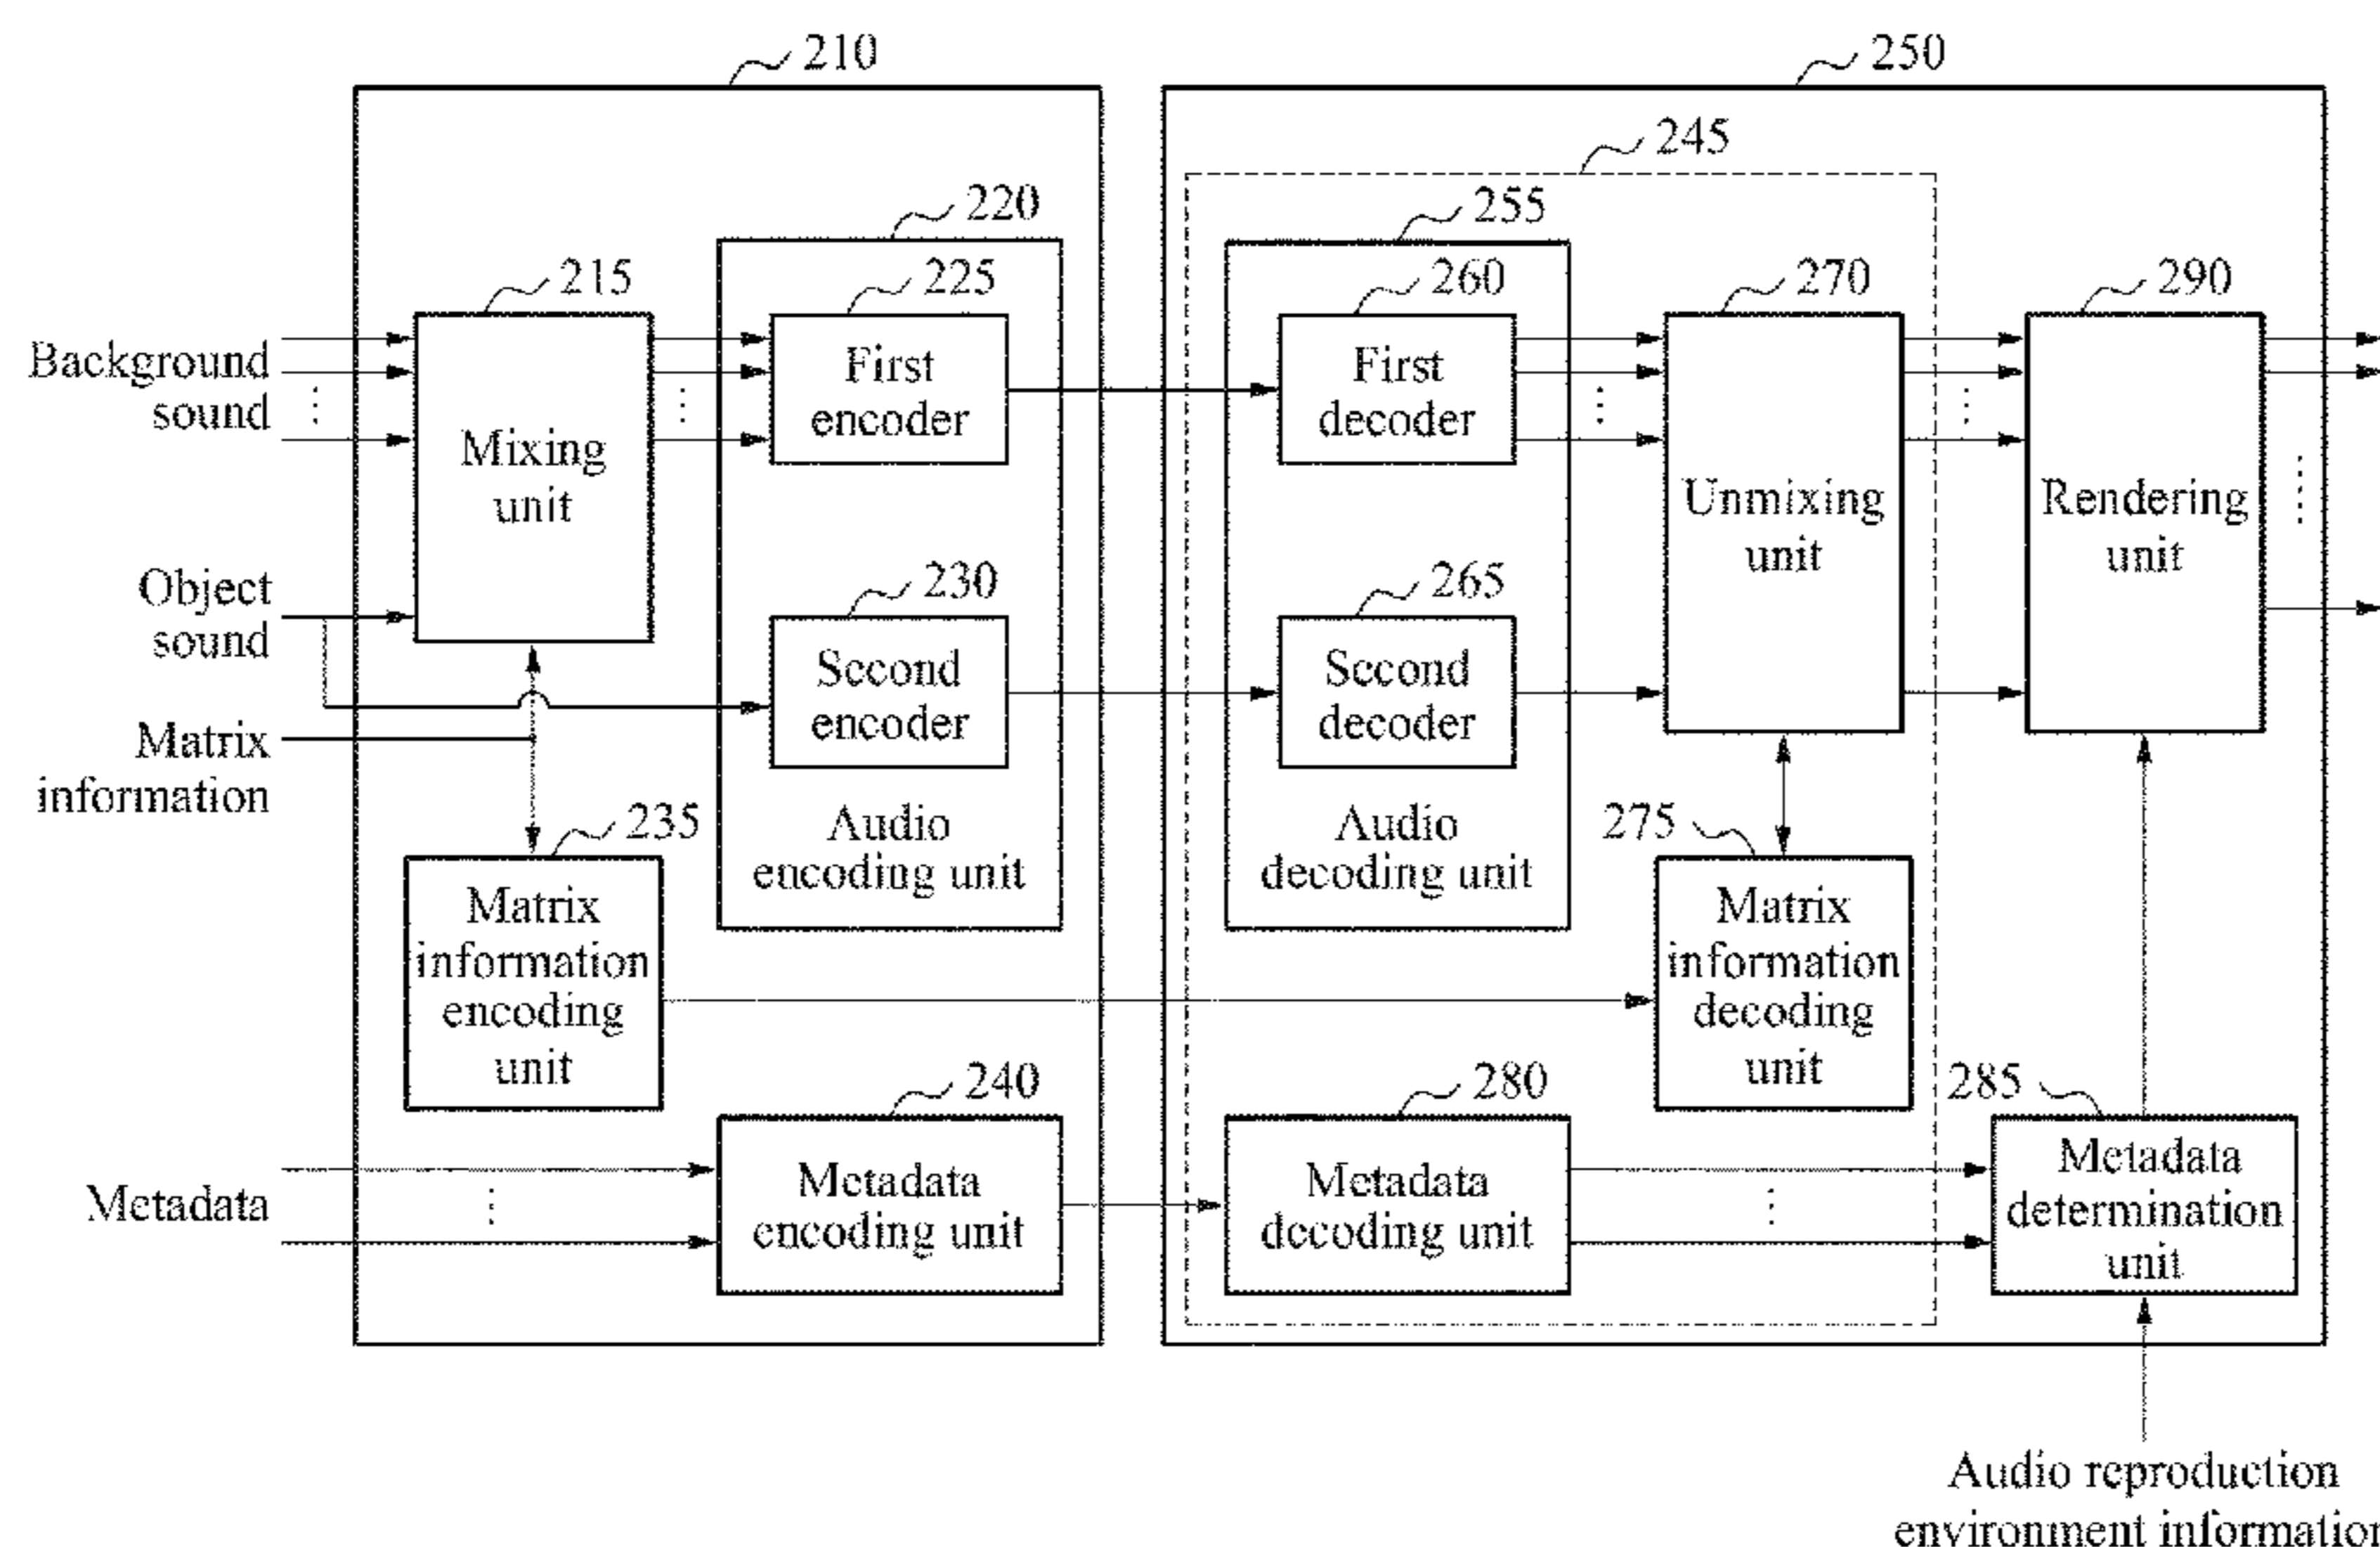 210
250
245
220
255
215
225
260
270
290
Background
sound
First
encoder
First
decoder
Mixing
unit
Unmixing
unit
Rendering
unit
Object
sound
230
265
Second
encoder
Second
decoder
Matrix
information
235
275
Audio
encoding unit
Audio
decoding unit
Matrix
information
encoding
unit
Matrix
information
decoding
unit
240
280
285
Metadata
Metadata
encoding unit
Metadata
decoding unit
Metadata
determination
unit
Audio reproduction
environment information